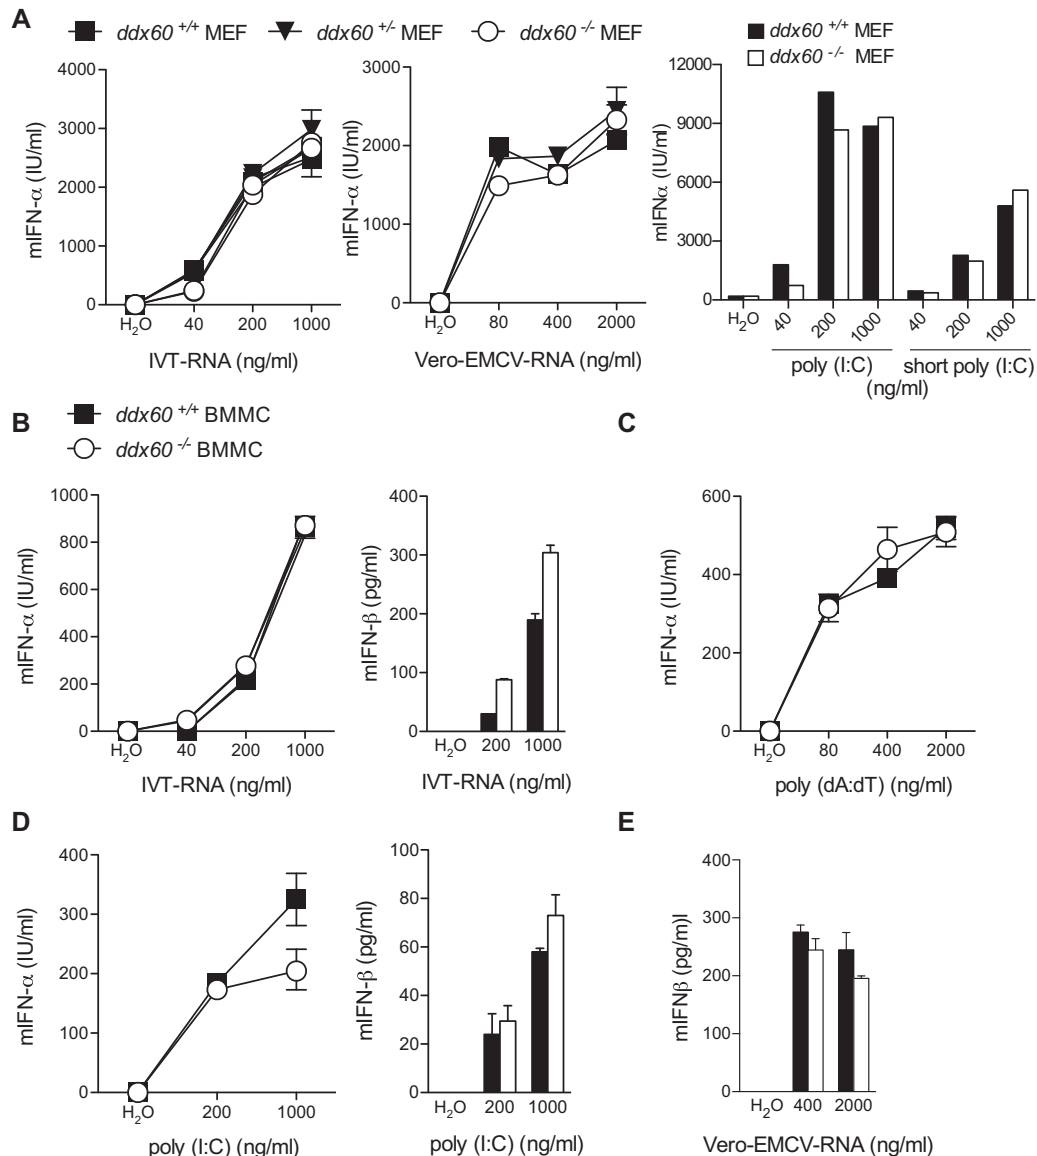 A
ddx60 +/+ MEF ddx60 +/- MEF ddx60 -/- MEF
ddx60 +/+ MEF
ddx60 -/- MEF
mIFN-α (IU/ml)
4000
3000
2000
1000
0
H2O 40 200 1000
IVT-RNA (ng/ml)
mIFN-α (IU/ml)
3000
2000
1000
0
H2O 80 400 2000
Vero-EMCV-RNA (ng/ml)
mIFNα (IU/ml)
12000
9000
6000
3000
0
H2O 40 200 1000 40 200 1000
poly (I:C) short poly (I:C)
(ng/ml)
B
ddx60 +/+ BMMC
ddx60 -/- BMMC
mIFN-α (IU/ml)
1000
800
600
400
200
0
H2O 40 200 1000
IVT-RNA (ng/ml)
mIFN-β (pg/ml)
400
300
200
100
0
H2O 200 1000
IVT-RNA (ng/ml)
C
mIFN-α (IU/ml)
600
400
200
0
H2O 80 400 2000
poly (dA:dT) (ng/ml)
D
mIFN-α (IU/ml)
400
300
200
100
0
H2O 200 1000
poly (I:C) (ng/ml)
mIFN-β (pg/ml)
100
80
60
40
20
0
H2O 200 1000
poly (I:C) (ng/ml)
E
mIFNβ (pg/m)l
400
300
200
100
0
H2O 400 2000
Vero-EMCV-RNA (ng/ml)